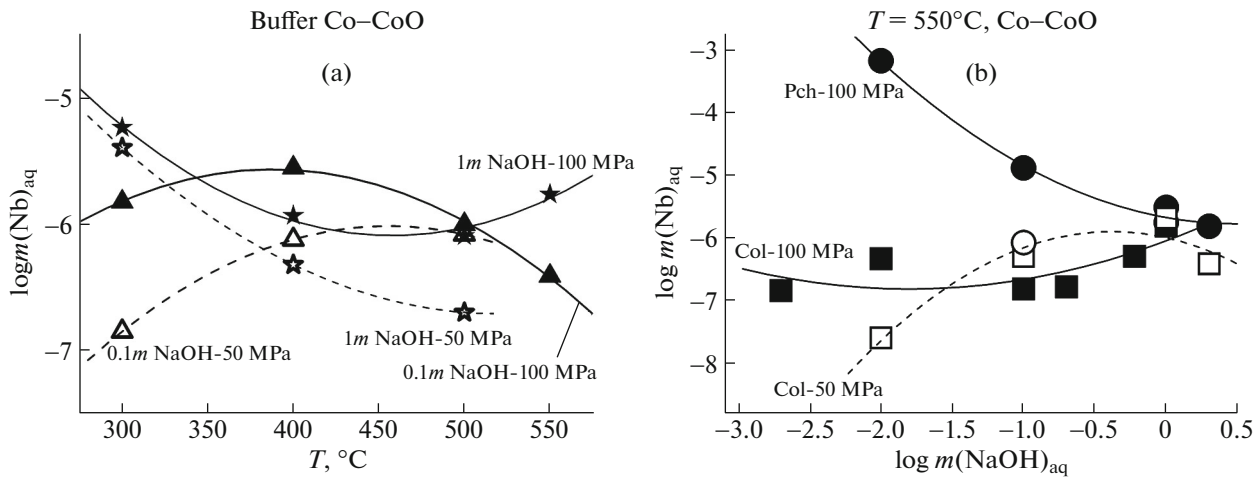 Buffer Co–CoO
(a)
–5
–6
–7
logm(Nb)aq
1m NaOH-100 MPa
0.1m NaOH-50 MPa
1m NaOH-50 MPa
0.1m NaOH-100 MPa
300
350
400
450
500
550
T, °C
T = 550°C, Co–CoO
(b)
–3
–4
–5
–6
–7
–8
log m(Nb)aq
Pch-100 MPa
Col-100 MPa
Col-50 MPa
–3.0
–2.5
–2.0
–1.5
–1.0
–0.5
0
0.5
log m(NaOH)aq